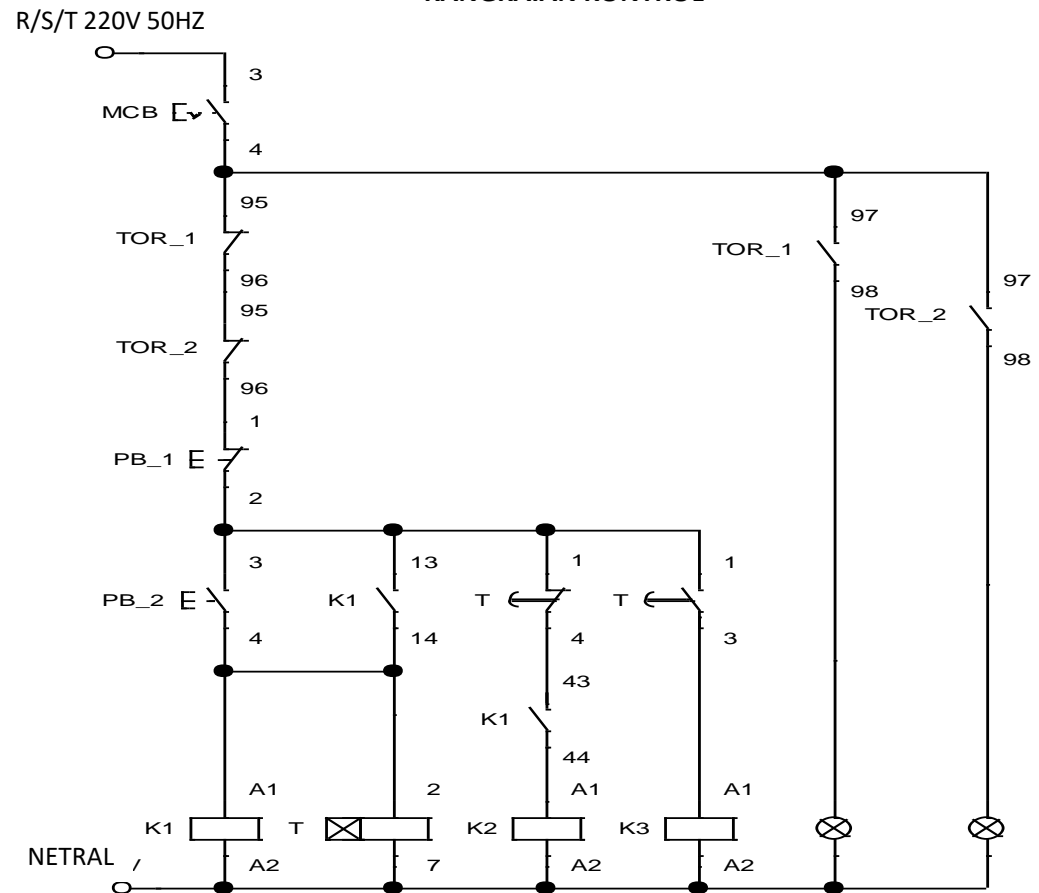 R/S/T 220V 50HZ
3
MCB
4
95
97
TOR_1
TOR_1
96
98
97
95
TOR_2
TOR_2
98
96
1
PB_1
2
3
13
1
1
PB_2
K1
T
T
4
14
4
3
43
K1
44
A1
2
A1
A1
K1
T
K2
K3
NETRAL
A2
7
A2
A2